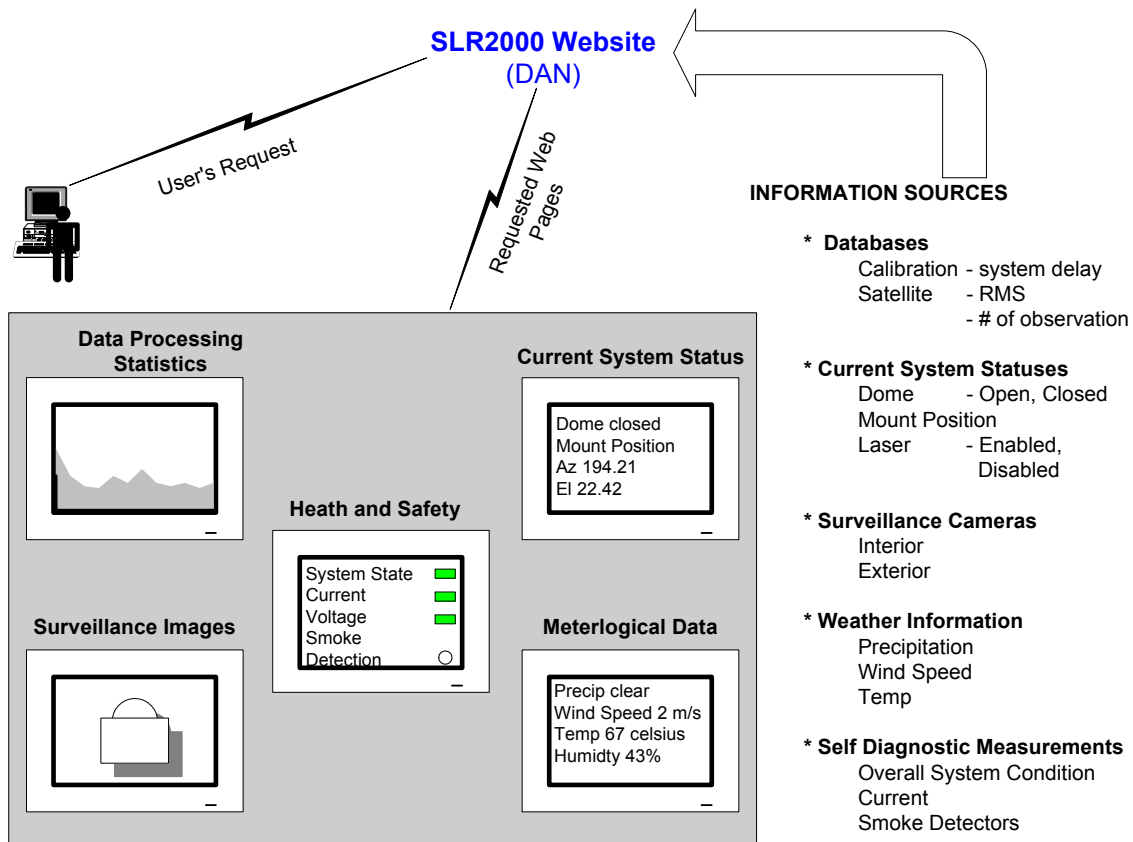 SLR2000 Website
(DAN)
User's Request
Requested Web
Pages
Data Processing
Statistics
Current System Status
Dome closed
Mount Position
Az 194.21
El 22.42
Heath and Safety
System State
Current
Voltage
Smoke
Detection
Surveillance Images
Meterlogical Data
Precip clear
Wind Speed 2 m/s
Temp 67 celsius
Humidty 43%
INFORMATION SOURCES
* Databases
Calibration - system delay
Satellite - RMS
- # of observation
* Current System Statuses
Dome - Open, Closed
Mount Position
Laser - Enabled,
Disabled
* Surveillance Cameras
Interior
Exterior
* Weather Information
Precipitation
Wind Speed
Temp
* Self Diagnostic Measurements
Overall System Condition
Current
Smoke Detectors